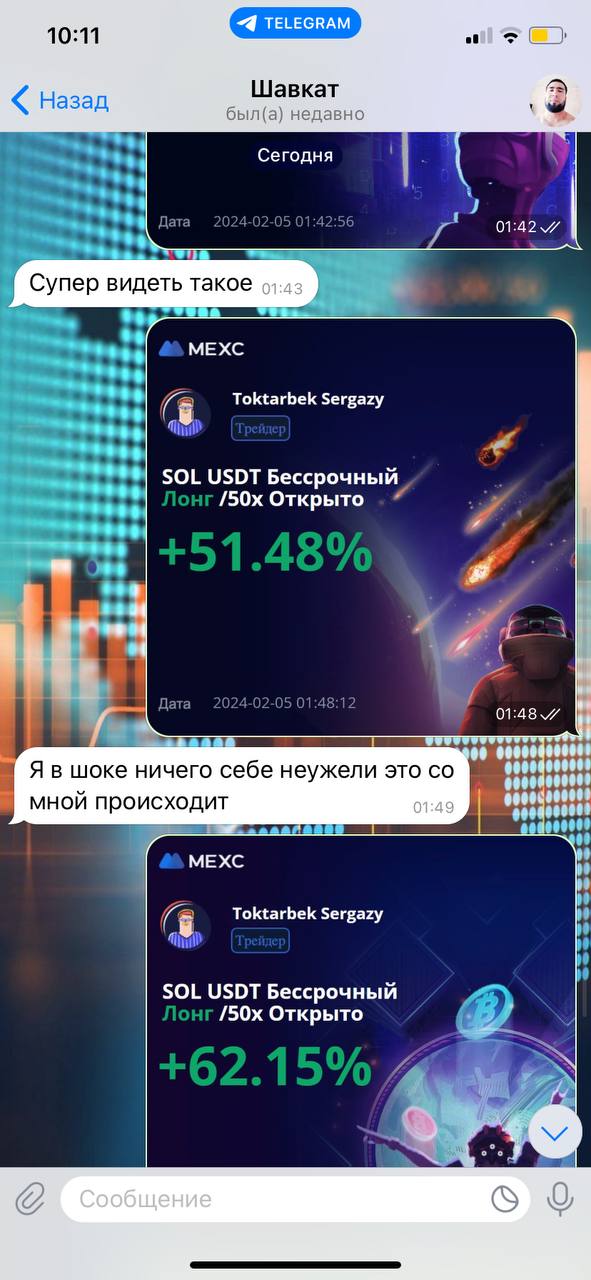 10:11
TELEGRAM
Назад
Шавкат
был(а) недавно
Сегодня
Дата 2024-02-05 01:42:56
01:42
Супер видеть такое 01:43
MEXC
Toktarbek Sergazy
Трейдер
SOL USDT Бессрочный
Лонг /50x Открыто
+51.48%
Дата 2024-02-05 01:48:12
01:48
Я в шоке ничего себе неужели это со
мной происходит 01:49
MEXC
Toktarbek Sergazy
Трейдер
SOL USDT Бессрочный
Лонг /50x Открыто
+62.15%
Сообщение